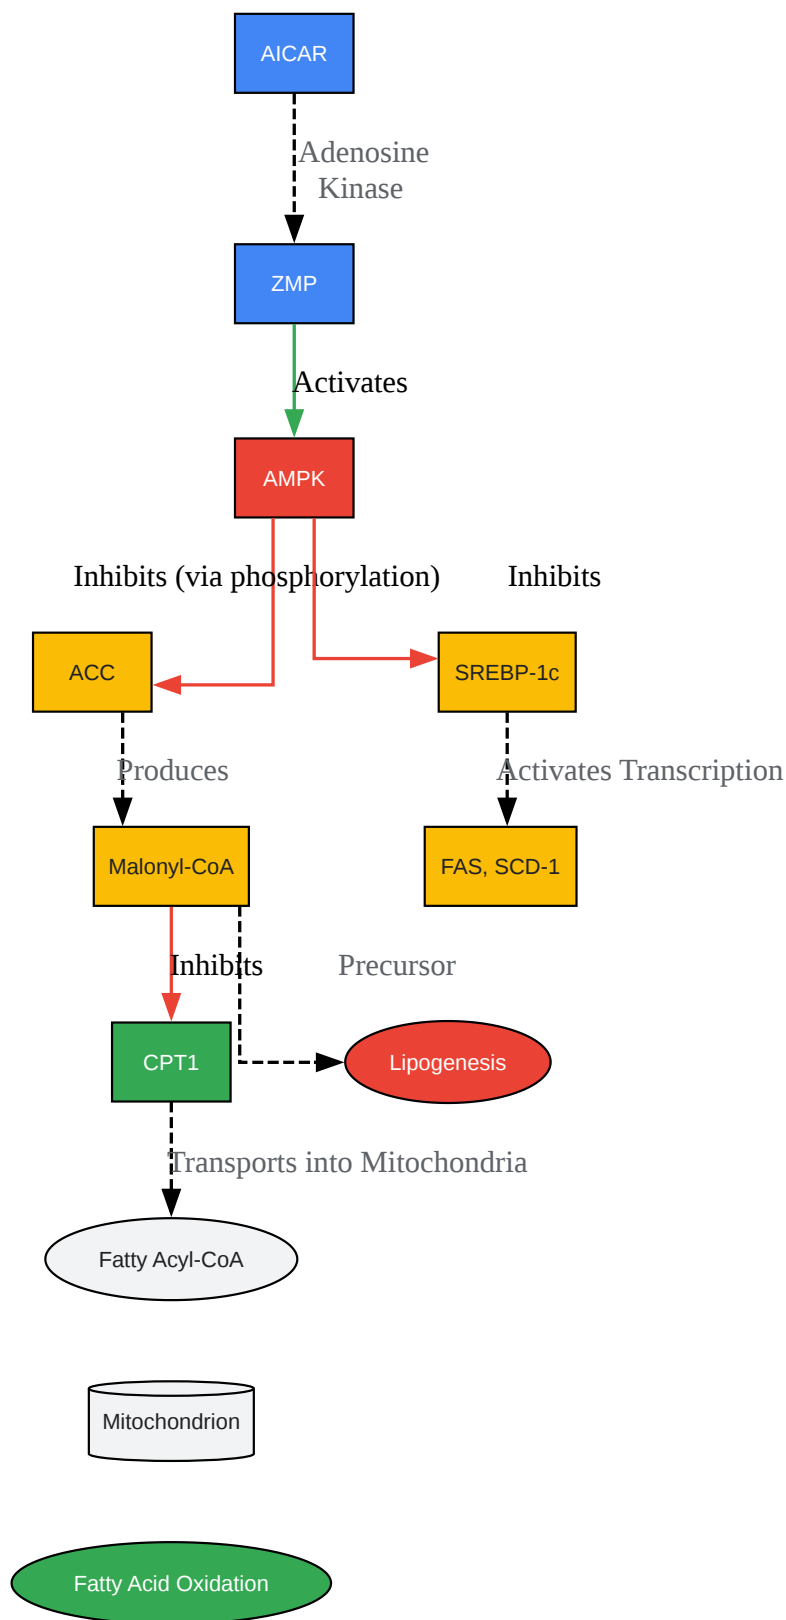 AICAR
Adenosine
Kinase
ZMP
Activates
AMPK
Inhibits (via phosphorylation)
Inhibits
ACC
SREBP-1c
Produces
Activates Transcription
Malonyl-CoA
FAS, SCD-1
Inhibits
Precursor
CPT1
Lipogenesis
Transports into Mitochondria
Fatty Acyl-CoA
Mitochondrion
Fatty Acid Oxidation